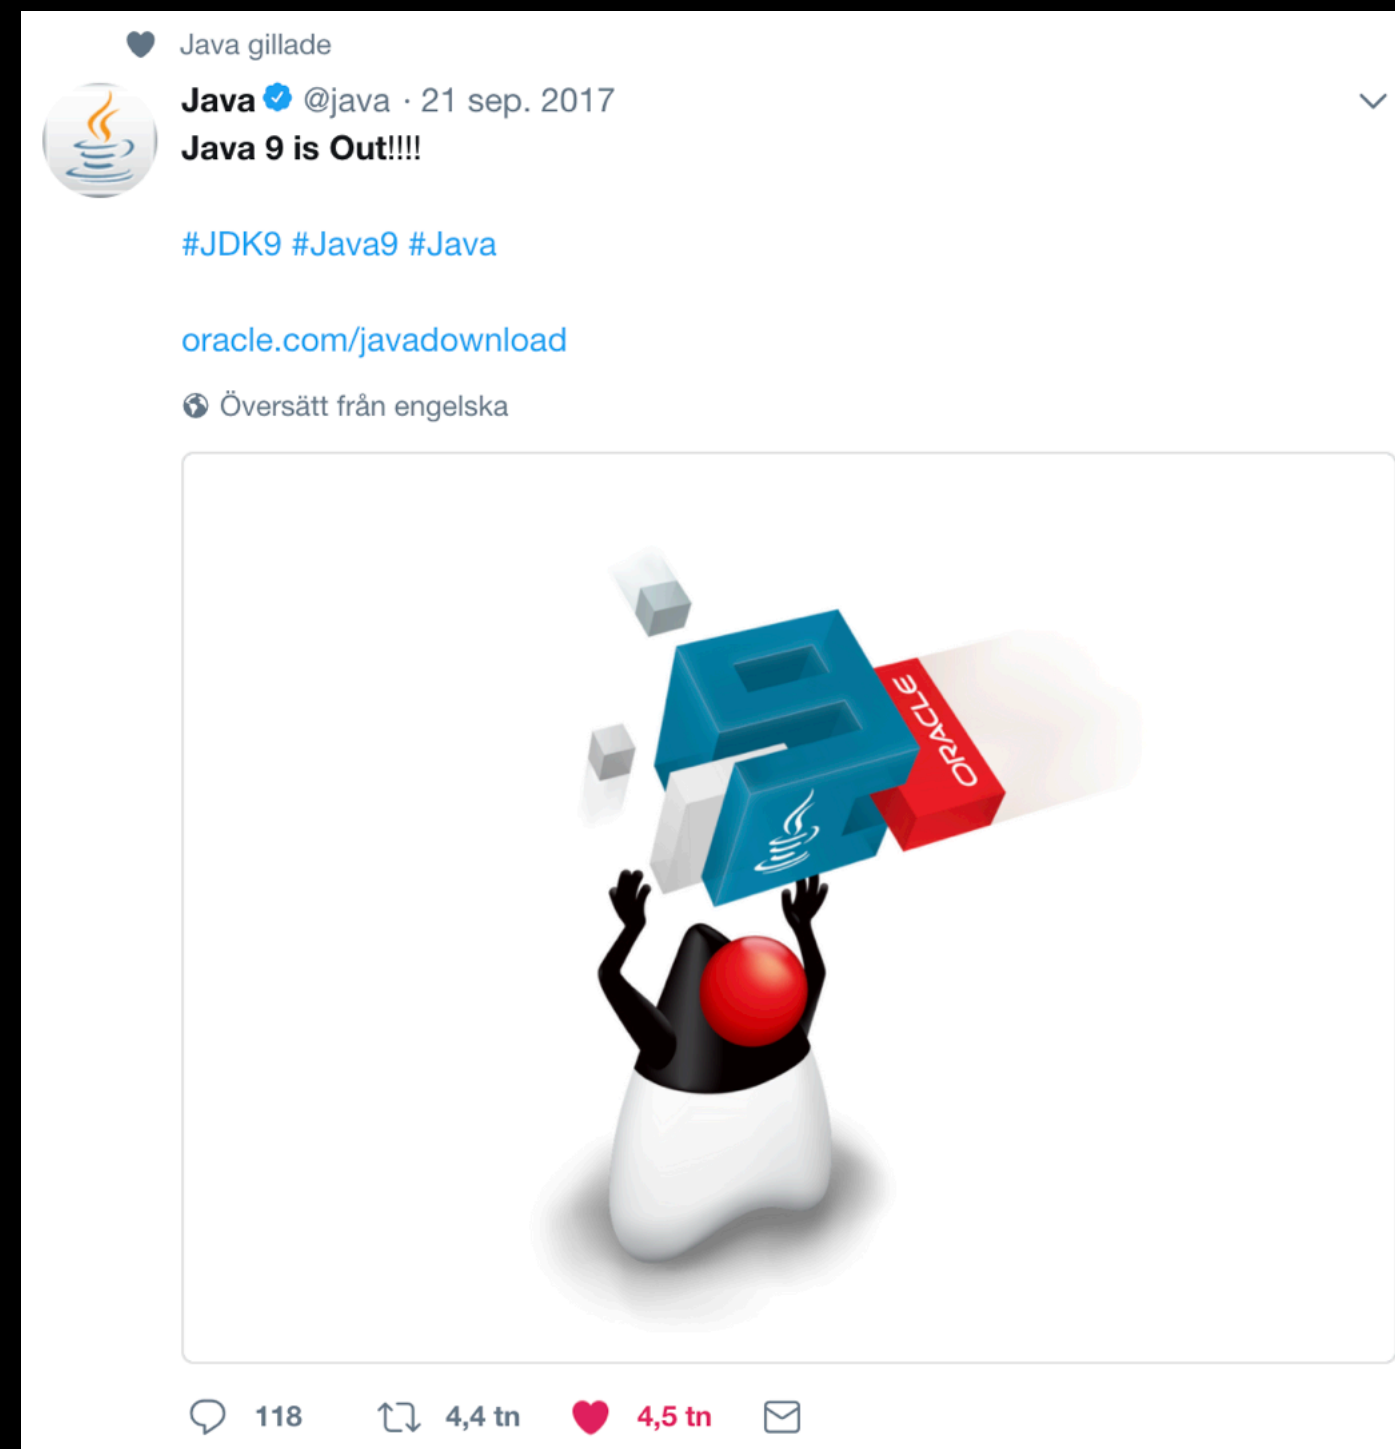 Java gillade
Java @java · 21 sep. 2017
Java 9 is Out!!!!
#JDK9 #Java9 #Java
oracle.com/javadownload
Översätt från engelska
ORACLE
118 4,4 tn 4,5 tn